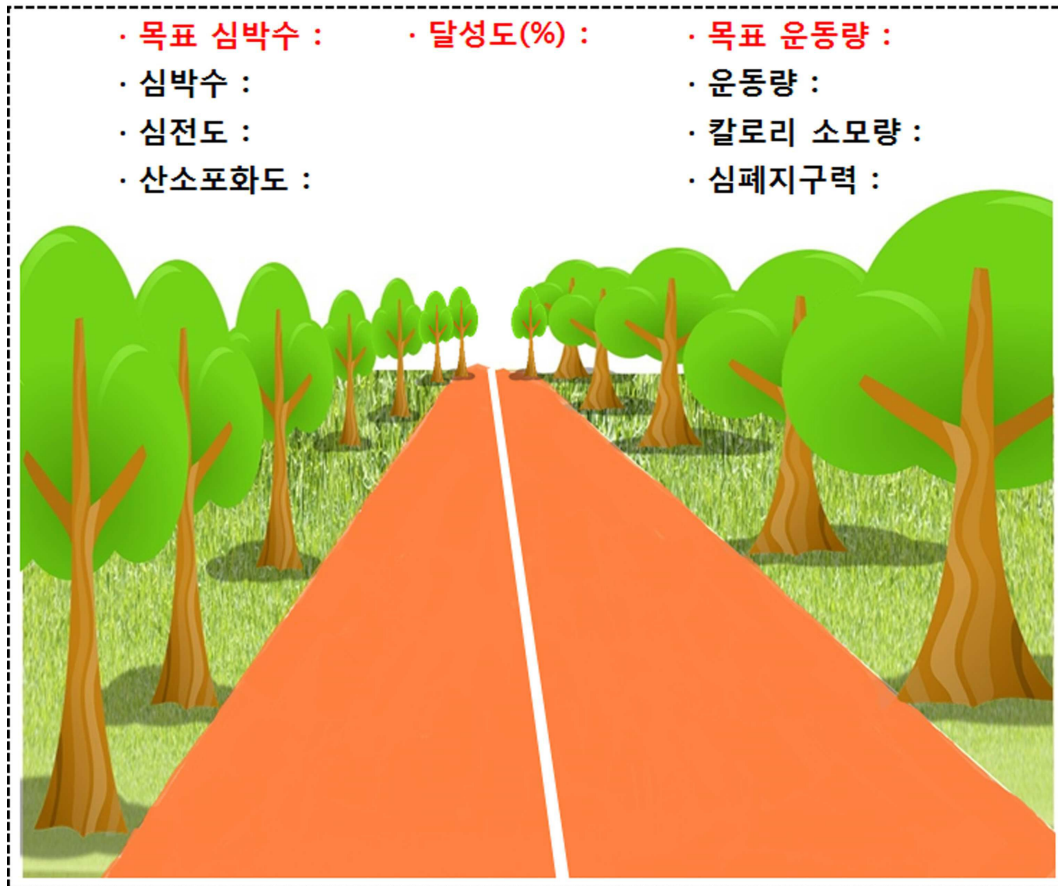 · 목표 심박수 : · 달성도(%) : · 목표 운동량 :
· 심박수 : · 운동량 :
· 심전도 : · 칼로리 소모량 :
· 산소포화도 : · 심폐지구력 :